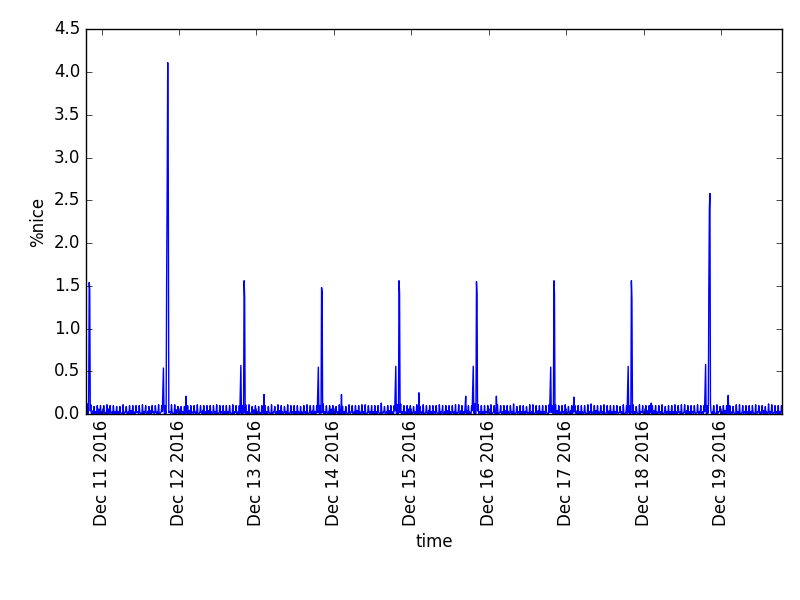 4.5
4.0
3.5
3.0
2.5
2.0
1.5
1.0
0.5
0.0
%nice
Dec 11 2016
Dec 12 2016
Dec 13 2016
Dec 14 2016
Dec 15 2016
Dec 16 2016
Dec 17 2016
Dec 18 2016
Dec 19 2016
time